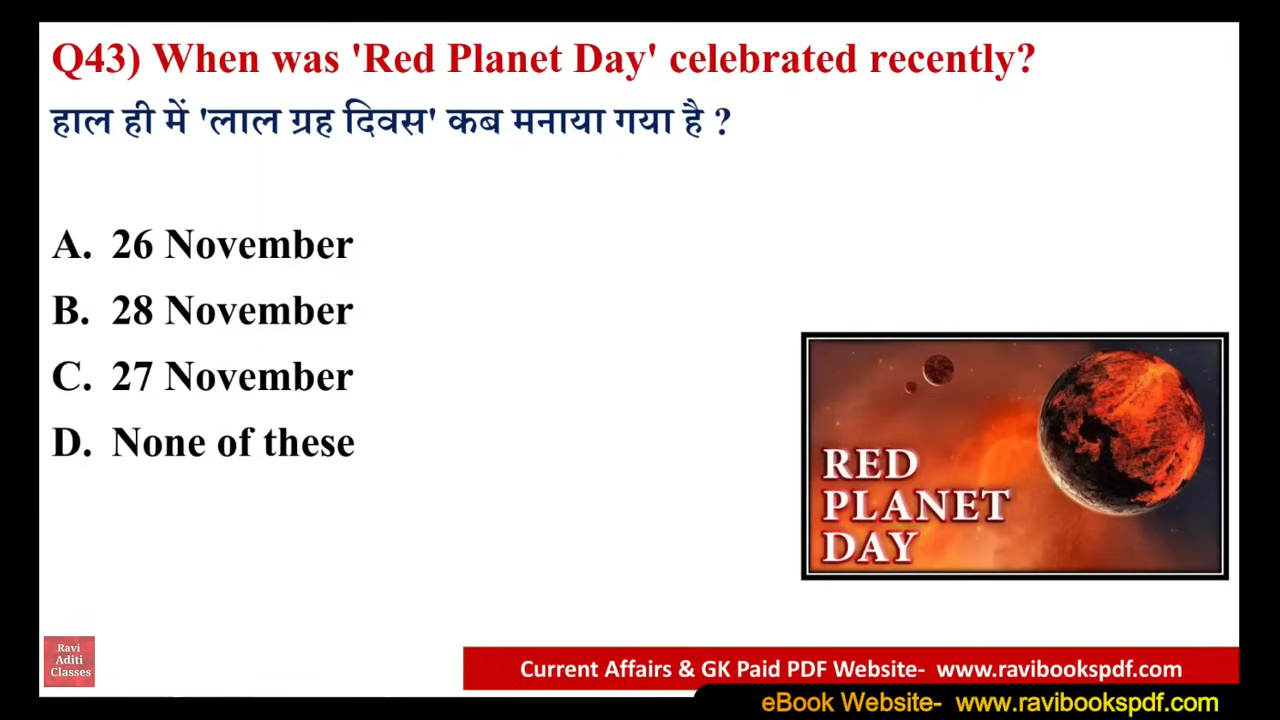 Q43) When was 'Red Planet Day' celebrated recently?
हाल ही में 'लाल ग्रह दिवस' कब मनाया गया है ?
A. 26 November
B. 28 November
C. 27 November
D. None of these
RED
PLANET
DAY
Ravi
Aditi
Classes
Current Affairs & GK Paid PDF Website- www.ravibookspdf.com
eBook Website- www.ravibookspdf.com